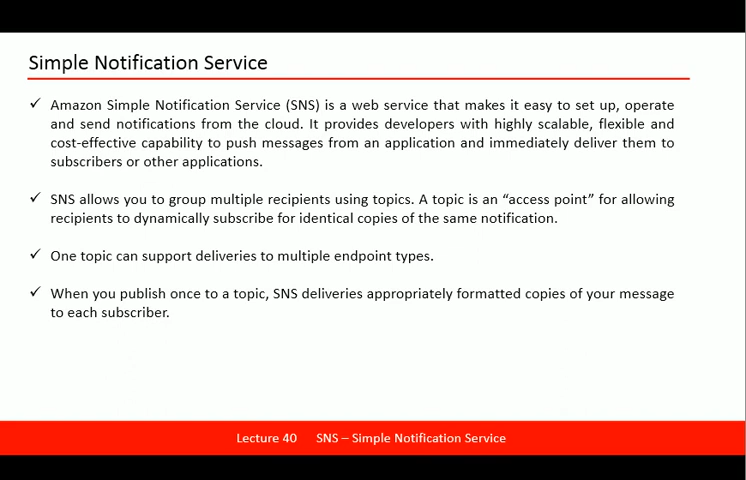 Simple Notification Service
✓ Amazon Simple Notification Service (SNS) is a web service that makes it easy to set up, operate
and send notifications from the cloud. It provides developers with highly scalable, flexible and
cost-effective capability to push messages from an application and immediately deliver them to
subscribers or other applications.
✓ SNS allows you to group multiple recipients using topics. A topic is an “access point” for allowing
recipients to dynamically subscribe for identical copies of the same notification.
✓ One topic can support deliveries to multiple endpoint types.
✓ When you publish once to a topic, SNS deliveries appropriately formatted copies of your message
to each subscriber.
Lecture 40 SNS – Simple Notification Service